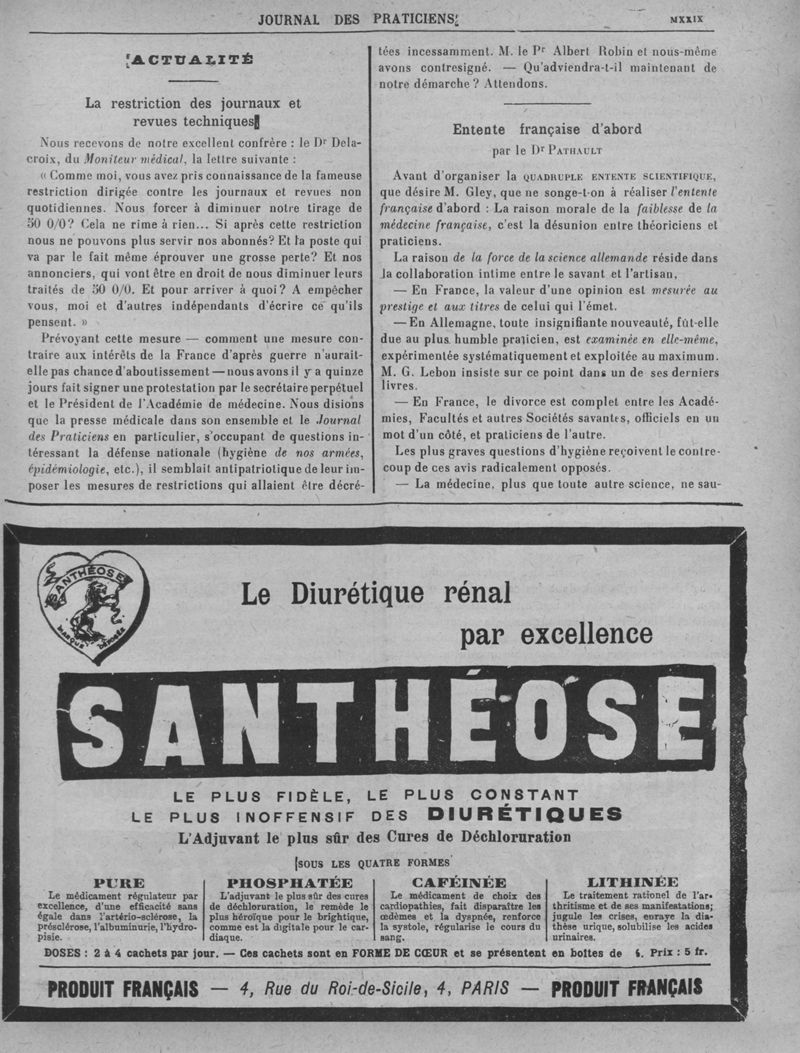 JOURNAL DES PRATICIENS
MXXIX
ACTUALITÉ
La restriction des journaux et
revues techniques
Nous recevons de notre excellent confrère : le Dr Dela-
croix, du Moniteur médical, la lettre suivante :
« Comme moi, vous avez pris connaissance de la fameuse
restriction dirigée contre les journaux et revues non
quotidiennes. Nous forcer à diminuer notre tirage de
50 0/0? Cela ne rime à rien... Si après cette restriction
nous ne pouvons plus servir nos abonnés? Et la poste qui
va par le fait même éprouver une grosse perte? Et nos
annonciers, qui vont être en droit de nous diminuer leurs
traités de 50 0/0. Et pour arriver à quoi? A empêcher
vous, moi et d'autres indépendants d'écrire ce qu'ils
pensent. »
Prévoyant cette mesure — comment une mesure con-
traire aux intérêts de la France d'après guerre n'aurait-
elle pas chance d'aboutissement — nous avons il y a quinze
jours fait signer une protestation par le secrétaire perpétuel
et le Président de l'Académie de médecine. Nous disions
que la presse médicale dans son ensemble et le Journal
des Praticiens en particulier, s'occupant de questions in-
téressant la défense nationale (hygiène de nos armées,
épidémiologie, etc.), il semblait antipatriotique de leur im-
poser les mesures de restrictions qui allaient être décré-
tées incessamment. M. le Pr Albert Robin et nous-même
avons contresigné. — Qu'adviendra-t-il maintenant de
notre démarche? Attendons.
Entente française d'abord
par le Dr PATHAULT
Avant d'organiser la QUADRUPLE ENTENTE SCIENTIFIQUE,
que désire M. Gley, que ne songe-t-on à réaliser l'entente
française d'abord : La raison morale de la faiblesse de la
médecine française, c'est la désunion entre théoriciens et
praticiens.
La raison de la force de la science allemande réside dans
la collaboration intime entre le savant et l'artisan.
— En France, la valeur d'une opinion est mesurée au
prestige et aux titres de celui qui l'émet.
— En Allemagne, toute insignifiante nouveauté, fût-elle
due au plus humble praticien, est examinée en elle-même,
expérimentée systématiquement et exploitée au maximum.
M. G. Lebon insiste sur ce point dans un de ses derniers
livres.
— En France, le divorce est complet entre les Acadé-
mies, Facultés et autres Sociétés savantes, officiels en un
mot d'un côté, et praticiens de l'autre.
Les plus graves questions d'hygiène reçoivent le contre-
coup de ces avis radicalement opposés.
— La médecine, plus que toute autre science, ne sau-
SANTHÉOSE
MARQUE DÉPOSÉE
Le Diurétique rénal
par excellence
SANTHÉOSE
LE PLUS FIDÈLE, LE PLUS CONSTANT
LE PLUS INOFFENSIF DES DIURÉTIQUES
L'Adjuvant le plus sûr des Cures de Déchloruration
SOUS LES QUATRE FORMES
PURE
Le médicament régulateur par
excellence, d'une efficacité sans
égale dans l'artério-sclérose, la
présclérose, l'albuminurie, l'hydro-
pisie.
PHOSPHATÉE
L'adjuvant le plus sûr des cures
de déchloruration, le remède le
plus héroïque pour le brightique,
comme est la digitale pour le car-
diaque.
CAFÉINÉE
Le médicament de choix des
cardiopathies, fait disparaître les
œdèmes et la dyspnée, renforce
la systole, régularise le cours du
sang.
LITHINÉE
Le traitement rationel de l'ar-
thritisme et de ses manifestations;
jugule les crises, enraye la dia-
thèse urique, solubilise les acides
urinaires.
DOSES : 2 à 4 cachets par jour. — Ces cachets sont en FORME DE CŒUR et se présentent en boîtes de . Prix : 5 fr.
PRODUIT FRANÇAIS — 4, Rue du Roi-de-Sicile, 4, PARIS — PRODUIT FRANÇAIS